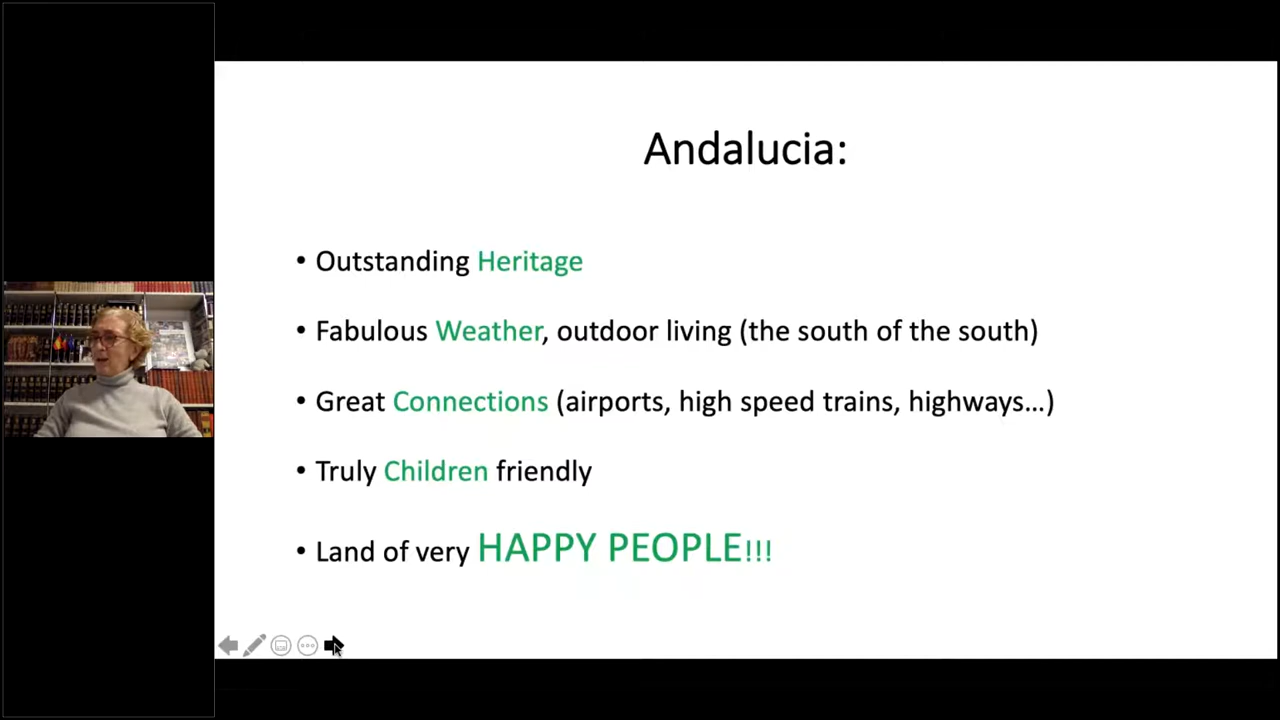 Andalucia:
• Outstanding Heritage
• Fabulous Weather, outdoor living (the south of the south)
• Great Connections (airports, high speed trains, highways...)
• Truly Children friendly
• Land of very HAPPY PEOPLE!!!